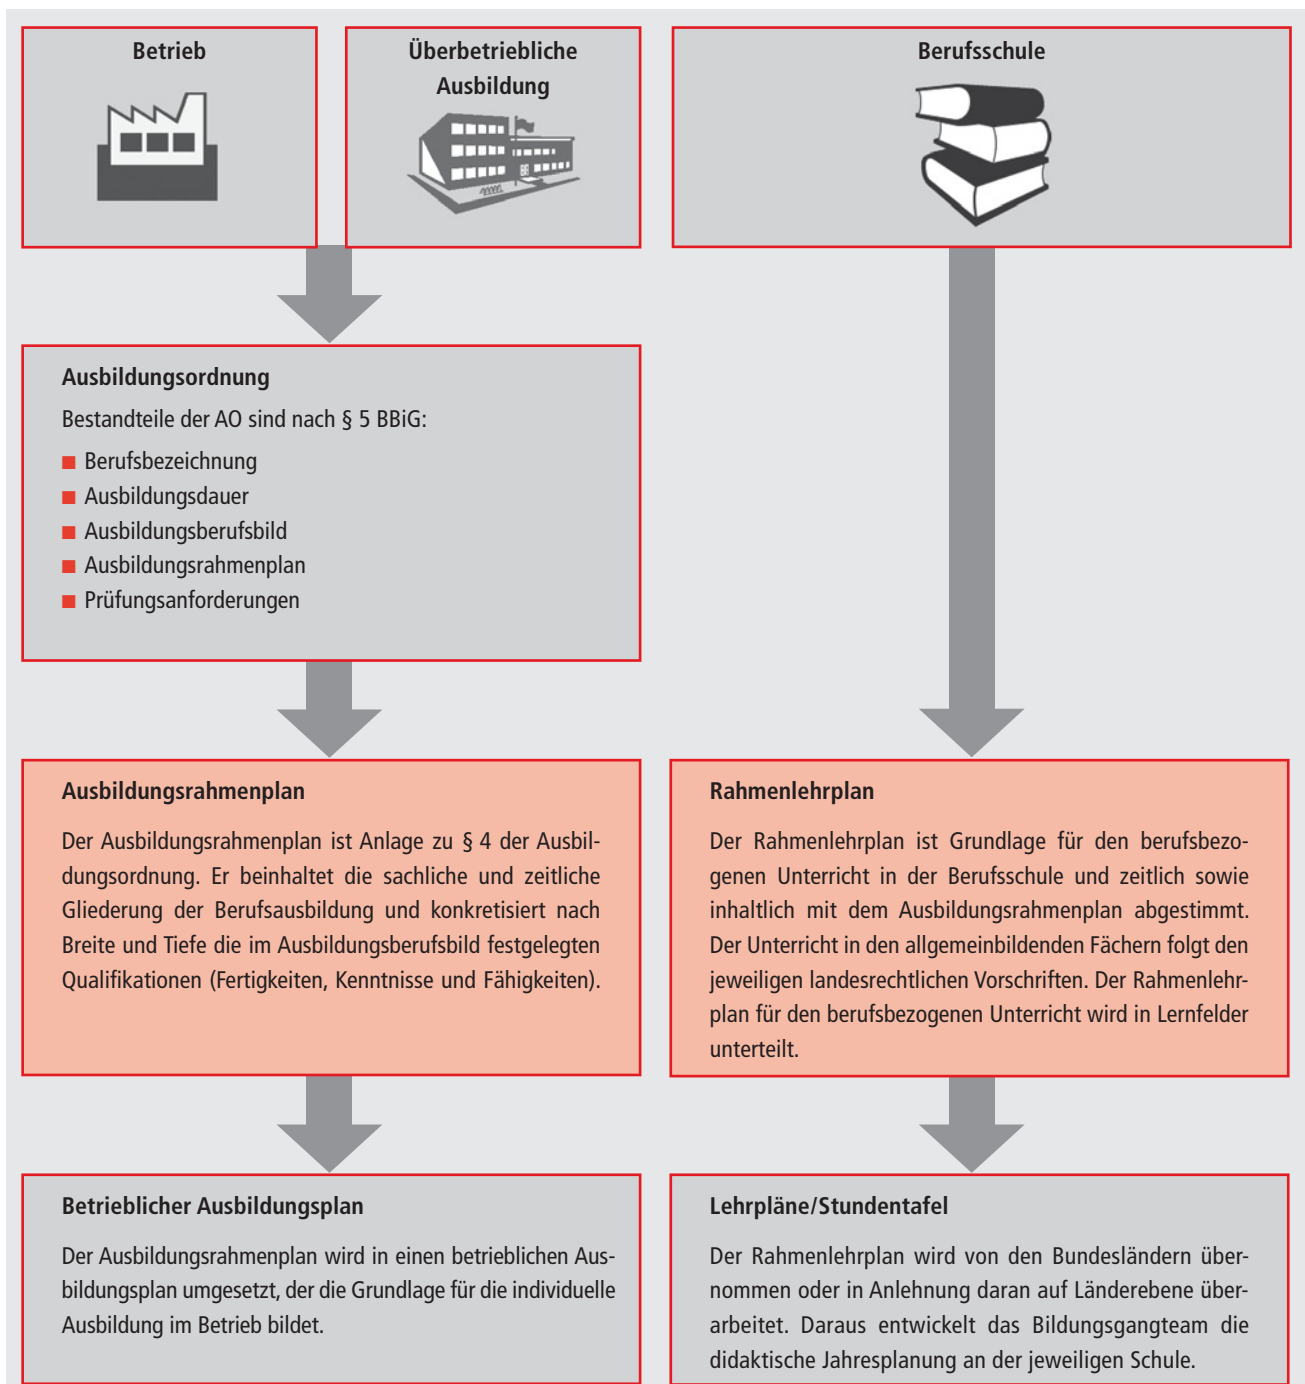 Betrieb
Überbetriebliche
Ausbildung
Berufsschule
Ausbildungsordnung
Bestandteile der AO sind nach § 5 BBiG:
■ Berufsbezeichnung
■ Ausbildungsdauer
■ Ausbildungsberufsbild
■ Ausbildungsrahmenplan
■ Prüfungsanforderungen
Ausbildungsrahmenplan
Der Ausbildungsrahmenplan ist Anlage zu § 4 der Ausbil-
dungsordnung. Er beinhaltet die sachliche und zeitliche
Gliederung der Berufsausbildung und konkretisiert nach
Breite und Tiefe die im Ausbildungsberufsbild festgelegten
Qualifikationen (Fertigkeiten, Kenntnisse und Fähigkeiten).
Rahmenlehrplan
Der Rahmenlehrplan ist Grundlage für den berufsbezo-
genen Unterricht in der Berufsschule und zeitlich sowie
inhaltlich mit dem Ausbildungsrahmenplan abgestimmt.
Der Unterricht in den allgemeinbildenden Fächern folgt den
jeweiligen landesrechtlichen Vorschriften. Der Rahmenlehr-
plan für den berufsbezogenen Unterricht wird in Lernfelder
unterteilt.
Betrieblicher Ausbildungsplan
Der Ausbildungsrahmenplan wird in einen betrieblichen Aus-
bildungsplan umgesetzt, der die Grundlage für die individuelle
Ausbildung im Betrieb bildet.
Lehrpläne/Stundentafel
Der Rahmenlehrplan wird von den Bundesländern über-
nommen oder in Anlehnung daran auf Länderebene über-
arbeitet. Daraus entwickelt das Bildungsgangteam die
didaktische Jahresplanung an der jeweiligen Schule.